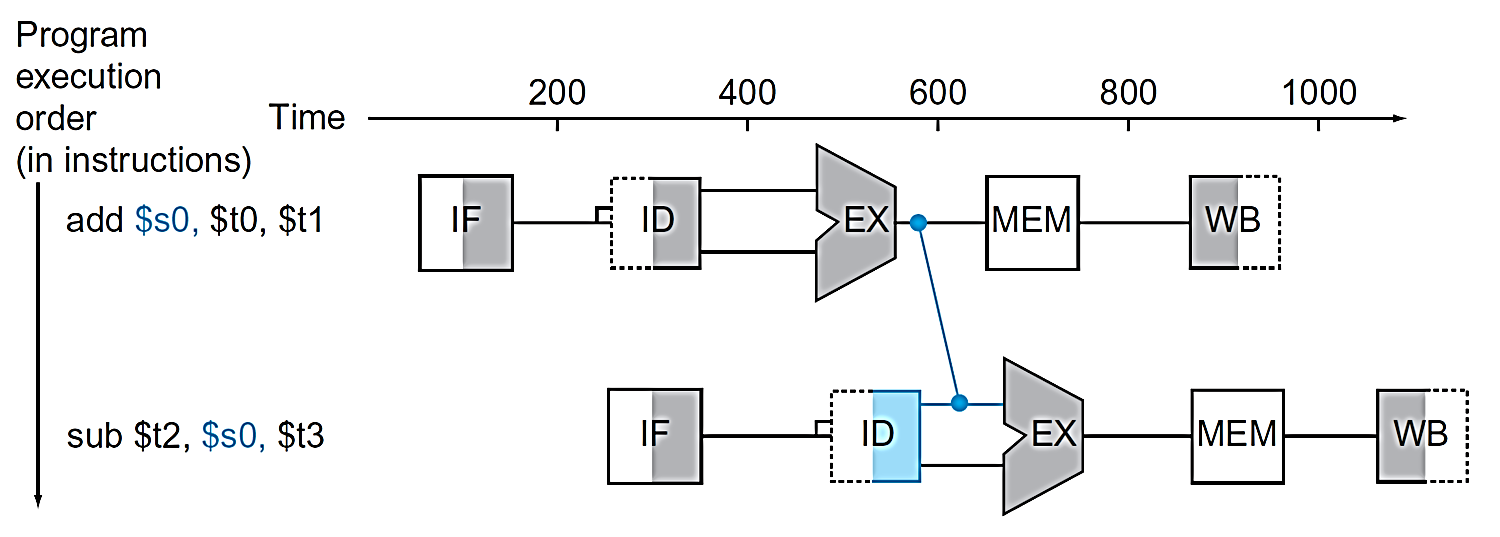 Program
execution
order
(in instructions)
Time
200 400 600 800 1000
add $s0, $t0, $t1
IF ID EX MEM WB
sub $t2, $s0, $t3
IF ID EX MEM WB